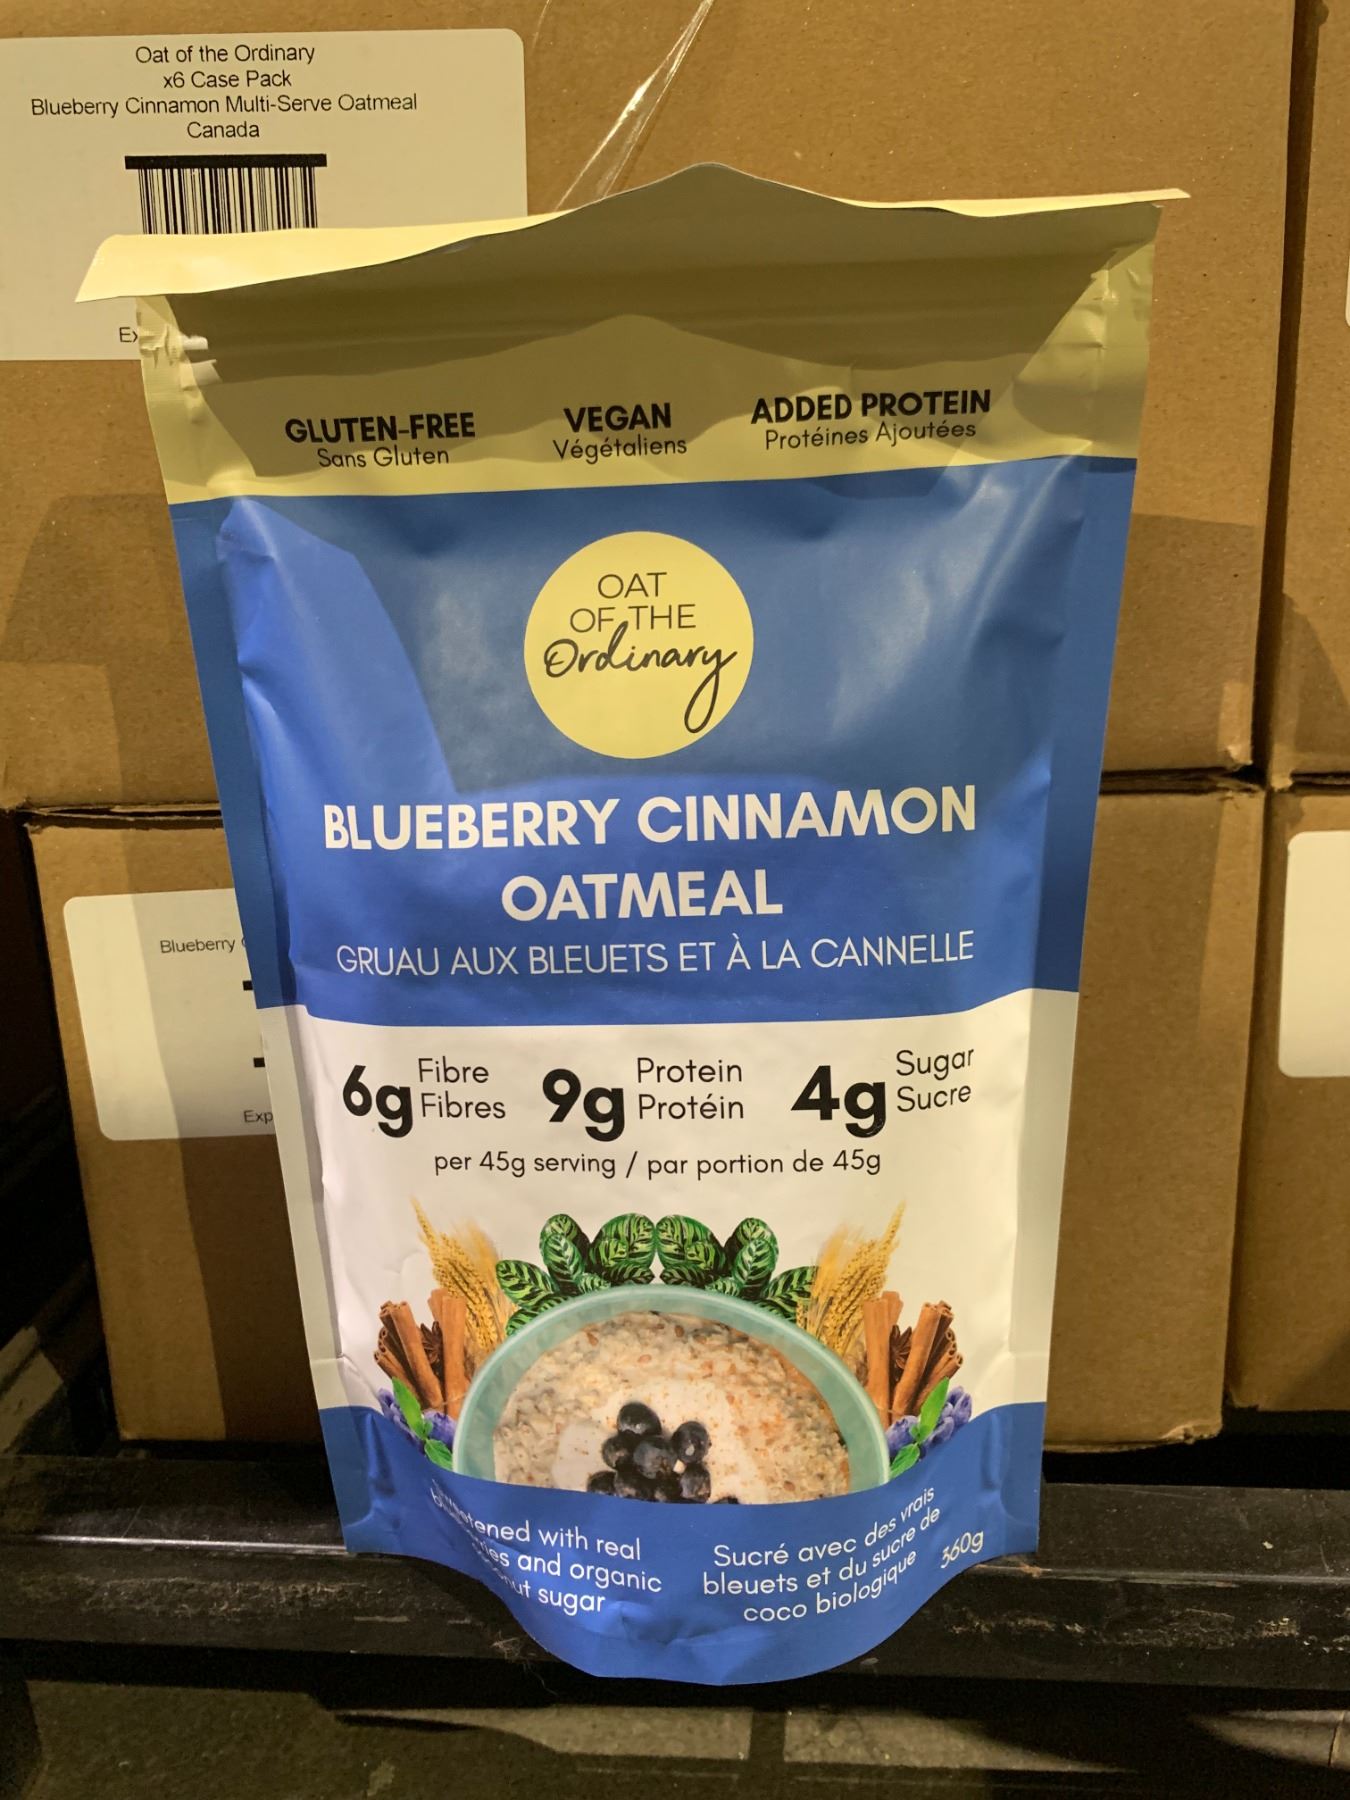 Oat of the Ordinary
x6 Case Pack
Blueberry Cinnamon Multi-Serve Oatmeal
Canada
GLUTEN-FREE
Sans Gluten
VEGAN
Végétaliens
ADDED PROTEIN
Protéines Ajoutées
OAT
OF THE
Ordinary
BLUEBERRY CINNAMON
OATMEAL
GRUAU AUX BLEUETS ET À LA CANNELLE
6g Fibre
Fibres
9g Protein
Protéin
4g Sugar
Sucre
per 45g serving / par portion de 45g
with real
and organic
sugar
Sucré avec des vrais
bleuets et du sucre de
coco biologique
360g
Blueberry
Exp